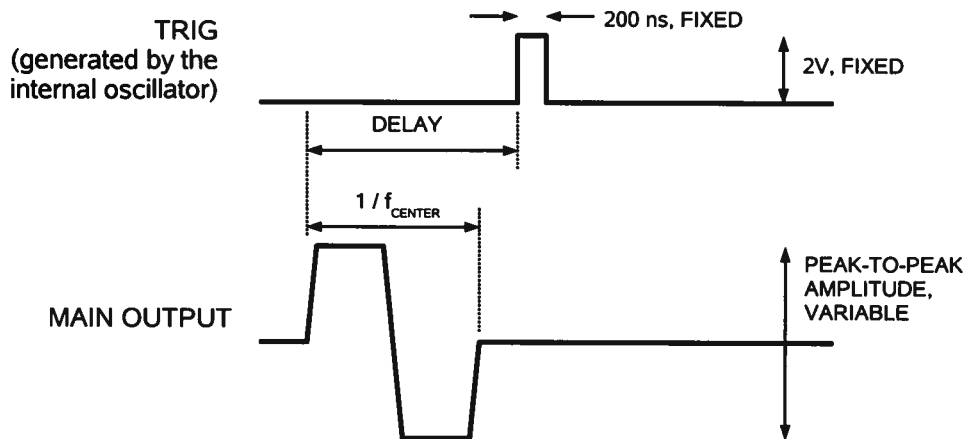 TRIG
(generated by the
internal oscillator)
200 ns, FIXED
2V, FIXED
DELAY
1 / fCENTER
MAIN OUTPUT
PEAK-TO-PEAK
AMPLITUDE,
VARIABLE